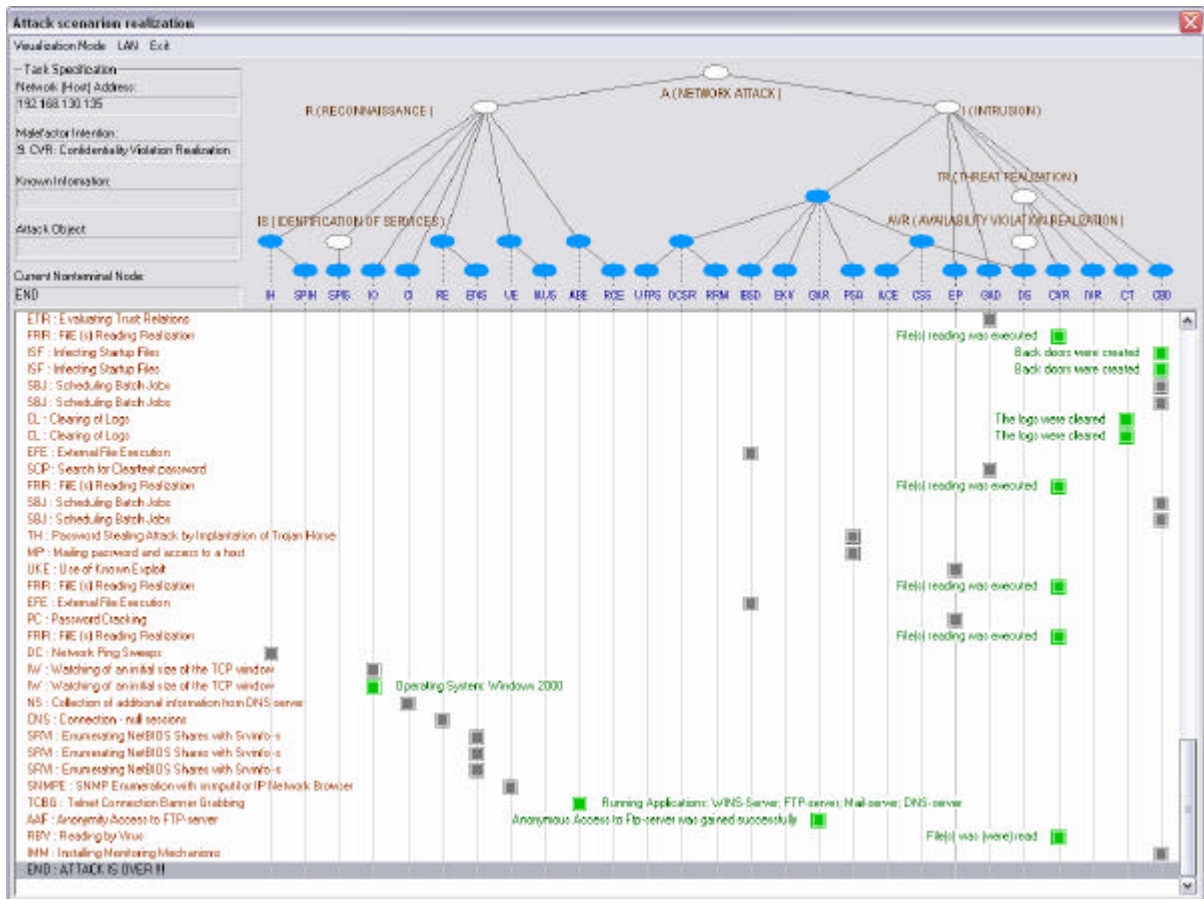 Attack scenarion realization
Visualization Mode LAN Exit
Task Specification
Network (Host) Address:
192.168.130.135
Malefactor Intention:
9. CVR: Confidentiality Violation Realization
Known Information:
Attack Object
Current Nonterminal Node:
END
A (NETWORK ATTACK)
R (RECONNAISSANCE)
I (INTRUSION)
TR (THREAT REALIZATION)
IS (IDENTIFICATION OF SERVICES)
AVR (AVAILABILITY VIOLATION REALIZATION)
IH SPIH SPIS IO CI RE ENS UE ABE RCE UFPS DCSR RRM IBSD EKV GAR PSA ACE CSS EP GAD DS CVR IVR CT CBD
ETR : Evaluating Trust Relations
FRR : FilE (s) Reading Realization File(s) reading was executed
ISF : Infecting Startup Files Back doors were created
ISF : Infecting Startup Files Back doors were created
SBJ : Scheduling Batch Jobs
SBJ : Scheduling Batch Jobs
CL : Clearing of Logs The logs were cleared
CL : Clearing of Logs The logs were cleared
EFE : External File Execution
SCP : Search for Cleartext password
FRR : FilE (s) Reading Realization File(s) reading was executed
SBJ : Scheduling Batch Jobs
SBJ : Scheduling Batch Jobs
TH : Password Stealing Attack by Implantation of Trojan Horse
MP : Mailing password and access to a host
UKE : Use of Known Exploit
FRR : FilE (s) Reading Realization File(s) reading was executed
EFE : External File Execution
PC : Password Cracking
FRR : FilE (s) Reading Realization File(s) reading was executed
DC : Network Ping Sweeps
IW : Watching of an initial size of the TCP window
IW : Watching of an initial size of the TCP window Operating System: Windows 2000
NS : Collection of additional information from DNS-server
CNS : Connection - null sessions
SRVI : Enumerating NetBIOS Shares with Srvinfo-s
SRVI : Enumerating NetBIOS Shares with Srvinfo-s
SRVI : Enumerating NetBIOS Shares with Srvinfo-s
SNMPE : SNMP Enumeration with snmputil or IP Network Browser
TCBG : Telnet Connection Banner Grabbing Running Applications: WINS-Server; FTP-server; Mail-server; DNS-server
AAF : Anonymity Access to FTP-server Anonymous Access to Ftp-server was gained successfully
RBV : Reading by Virus File(s) was (were) read
IMM : Installing Monitoring Mechanisms
END : ATTACK IS OVER !!!